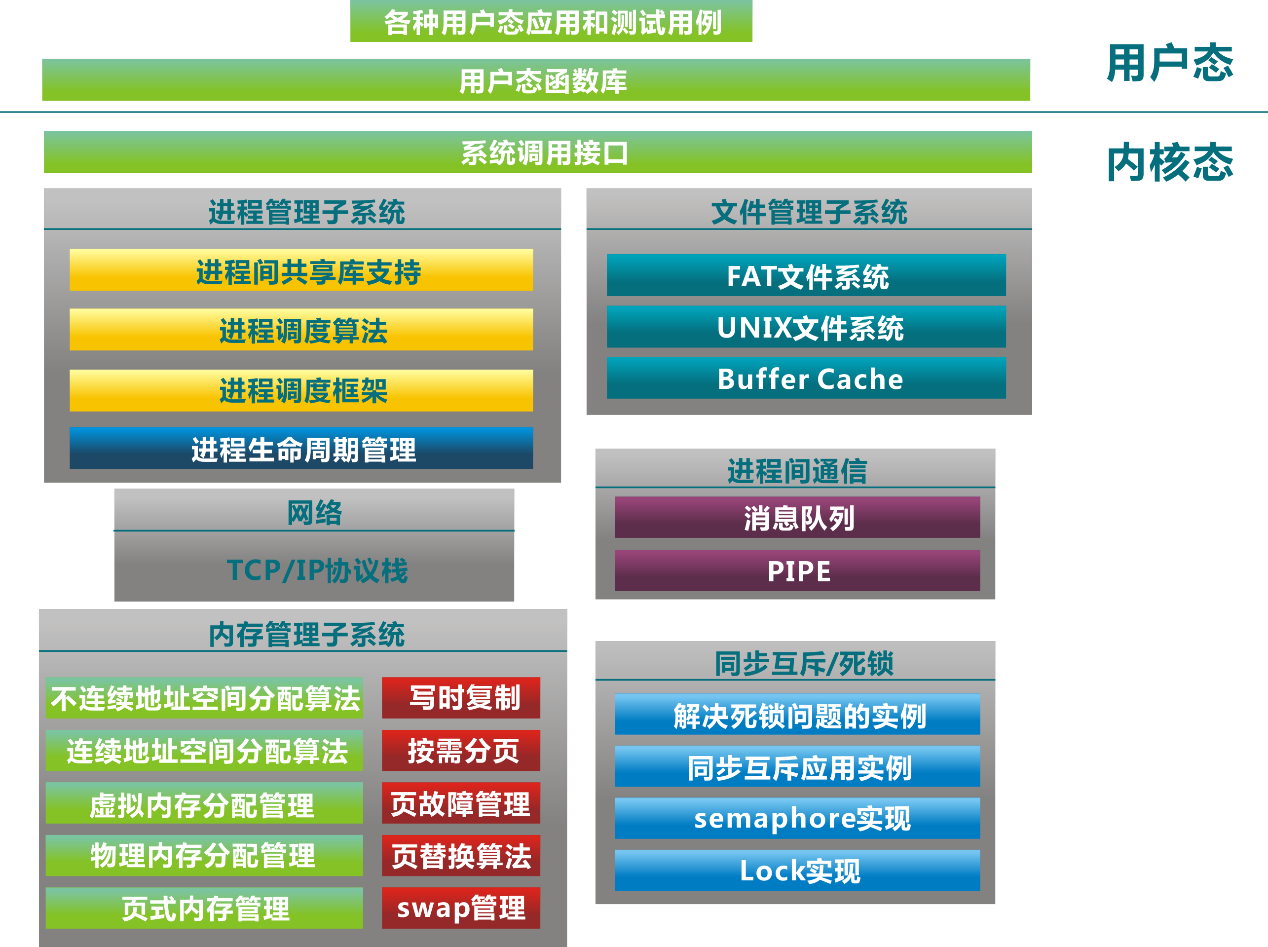 各种用户态应用和测试用例
用户态函数库
用户态
系统调用接口
内核态
进程管理子系统
进程间共享库支持
进程调度算法
进程调度框架
进程生命周期管理
文件管理子系统
FAT文件系统
UNIX文件系统
Buffer Cache
网络
TCP/IP协议栈
进程间通信
消息队列
PIPE
内存管理子系统
不连续地址空间分配算法
写时复制
连续地址空间分配算法
按需分页
虚拟内存分配管理
页故障管理
物理内存分配管理
页替换算法
页式内存管理
swap管理
同步互斥/死锁
解决死锁问题的实例
同步互斥应用实例
semaphore实现
Lock实现